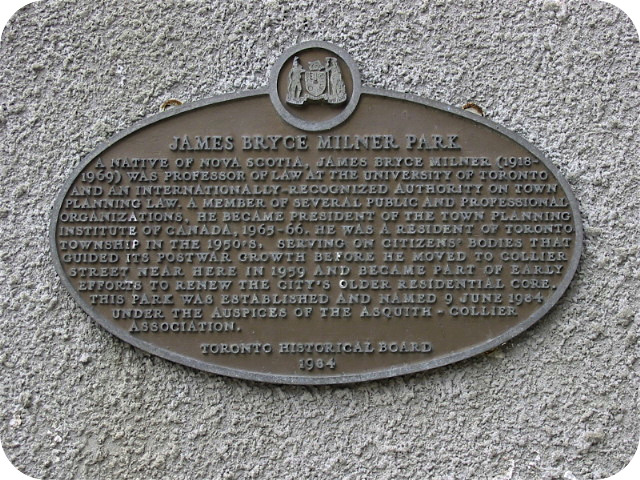 JAMES BRYCE MILNER PARK
A NATIVE OF NOVA SCOTIA, JAMES BRYCE MILNER (1918-
1969) WAS PROFESSOR OF LAW AT THE UNIVERSITY OF TORONTO
AND AN INTERNATIONALLY-RECOGNIZED AUTHORITY ON TOWN
PLANNING LAW. A MEMBER OF SEVERAL PUBLIC AND PROFESSIONAL
ORGANIZATIONS, HE BECAME PRESIDENT OF THE TOWN PLANNING
INSTITUTE OF CANADA, 1965-66. HE WAS A RESIDENT OF TORONTO
TOWNSHIP IN THE 1950'S, SERVING ON CITIZENS' BODIES THAT
GUIDED ITS POSTWAR GROWTH BEFORE HE MOVED TO COLLIER
STREET NEAR HERE IN 1959 AND BECAME PART OF EARLY
EFFORTS TO RENEW THE CITY'S OLDER RESIDENTIAL CORE.
THIS PARK WAS ESTABLISHED AND NAMED 9 JUNE 1984
UNDER THE AUSPICES OF THE ASQUITH - COLLIER
ASSOCIATION.
TORONTO HISTORICAL BOARD
1984